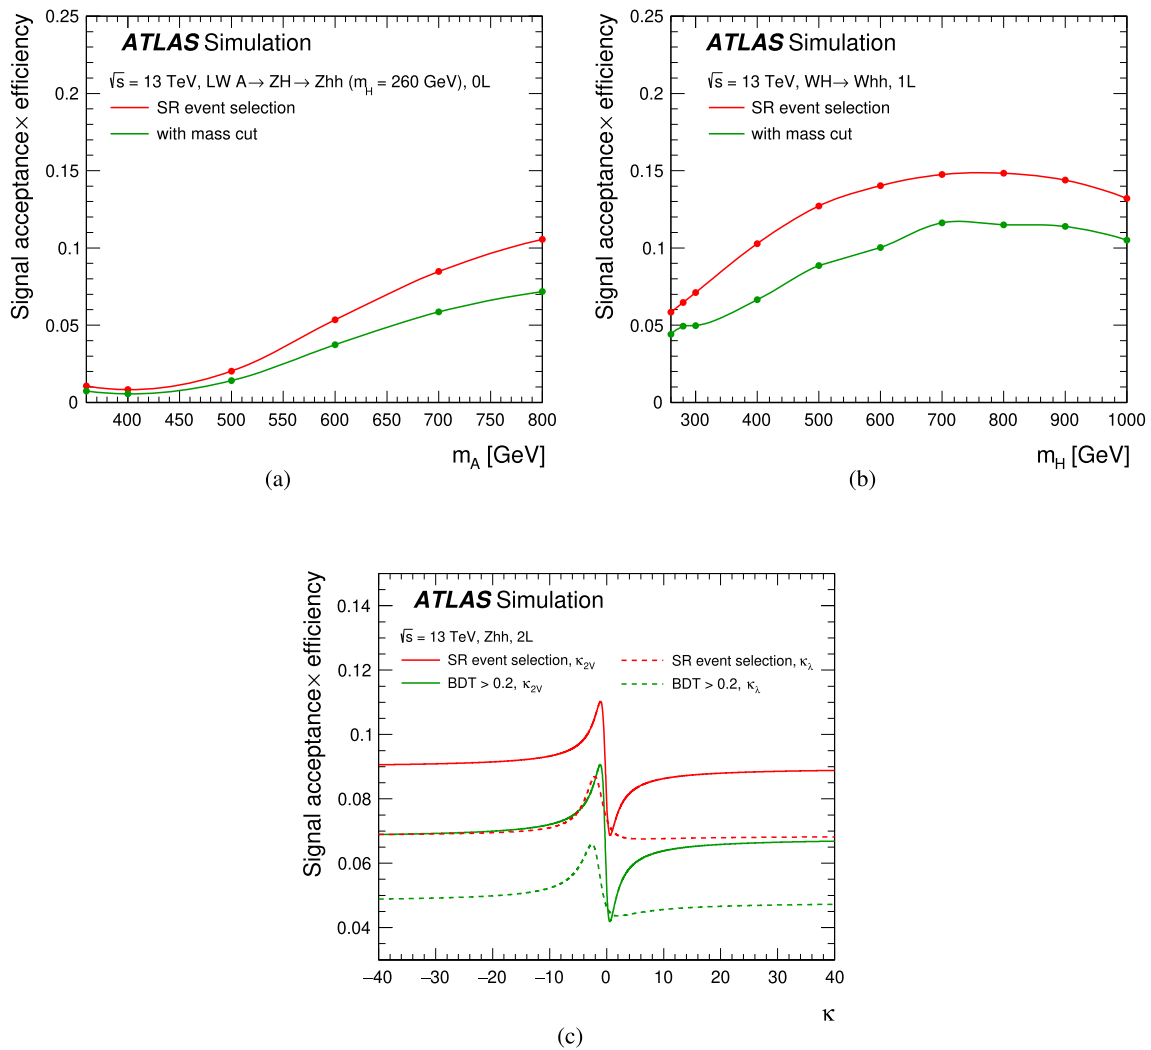 Signal acceptance× efficiency
0.25
0.2
0.15
0.1
0.05
0
ATLAS Simulation
√s = 13 TeV, LW A→ ZH→ Zhh (m_H = 260 GeV), 0L
SR event selection
with mass cut
400 450 500 550 600 650 700 750 800
m_A [GeV]
(a)
Signal acceptance× efficiency
0.25
0.2
0.15
0.1
0.05
0
ATLAS Simulation
√s = 13 TeV, WH→ Whh, 1L
SR event selection
with mass cut
300 400 500 600 700 800 900 1000
m_H [GeV]
(b)
Signal acceptance× efficiency
0.14
0.12
0.1
0.08
0.06
0.04
ATLAS Simulation
√s = 13 TeV, Zhh, 2L
SR event selection, κ_2V
SR event selection, κ_λ
BDT > 0.2, κ_2V
BDT > 0.2, κ_λ
−40 −30 −20 −10 0 10 20 30 40
κ
(c)